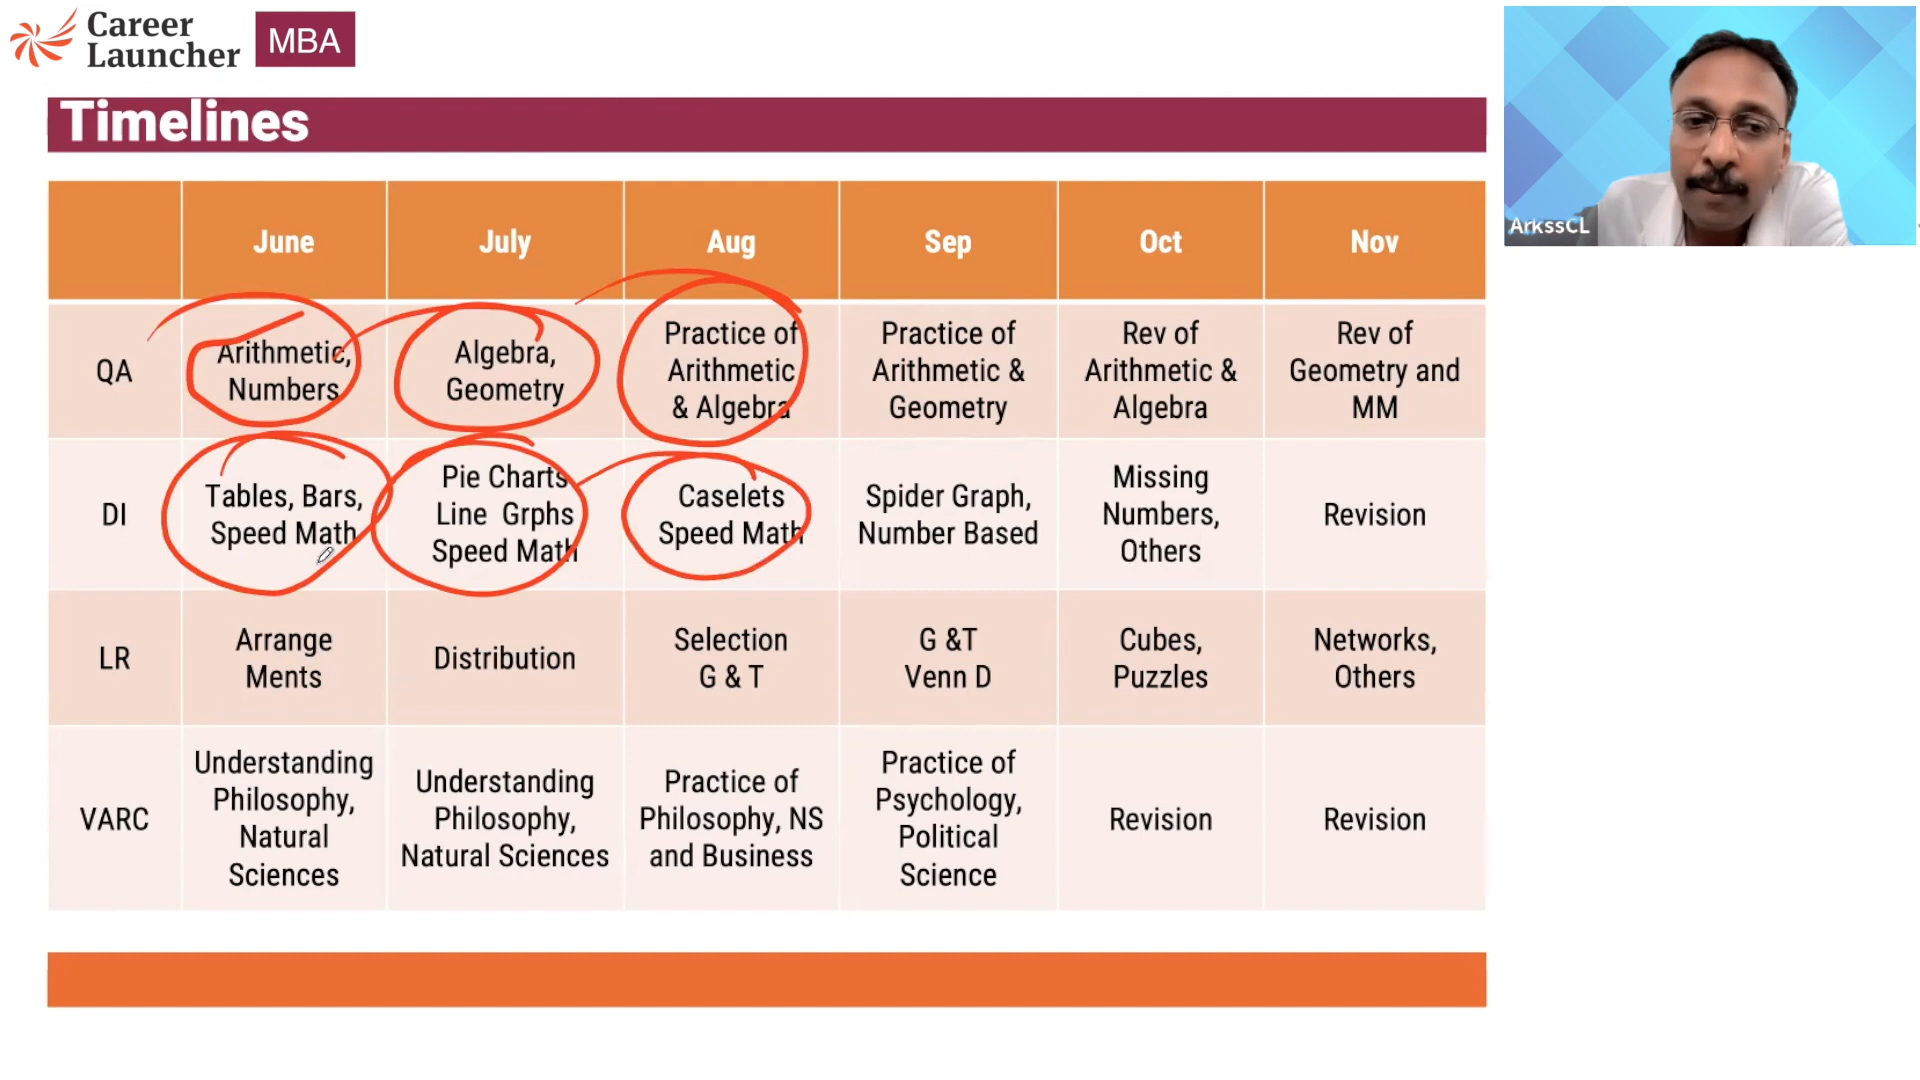 Career
Launcher
MBA
Timelines
ArkssCL
June
July
Aug
Sep
Oct
Nov
QA
Arithmetic,
Numbers
Algebra,
Geometry
Practice of
Arithmetic
& Algebra
Practice of
Arithmetic &
Geometry
Rev of
Arithmetic &
Algebra
Rev of
Geometry and
MM
DI
Tables, Bars,
Speed Math
Pie Charts
Line Grphs
Speed Math
Caselets
Speed Math
Spider Graph,
Number Based
Missing
Numbers,
Others
Revision
LR
Arrange
Ments
Distribution
Selection
G & T
G &T
Venn D
Cubes,
Puzzles
Networks,
Others
VARC
Understanding
Philosophy,
Natural
Sciences
Understanding
Philosophy,
Natural Sciences
Practice of
Philosophy, NS
and Business
Practice of
Psychology,
Political
Science
Revision
Revision